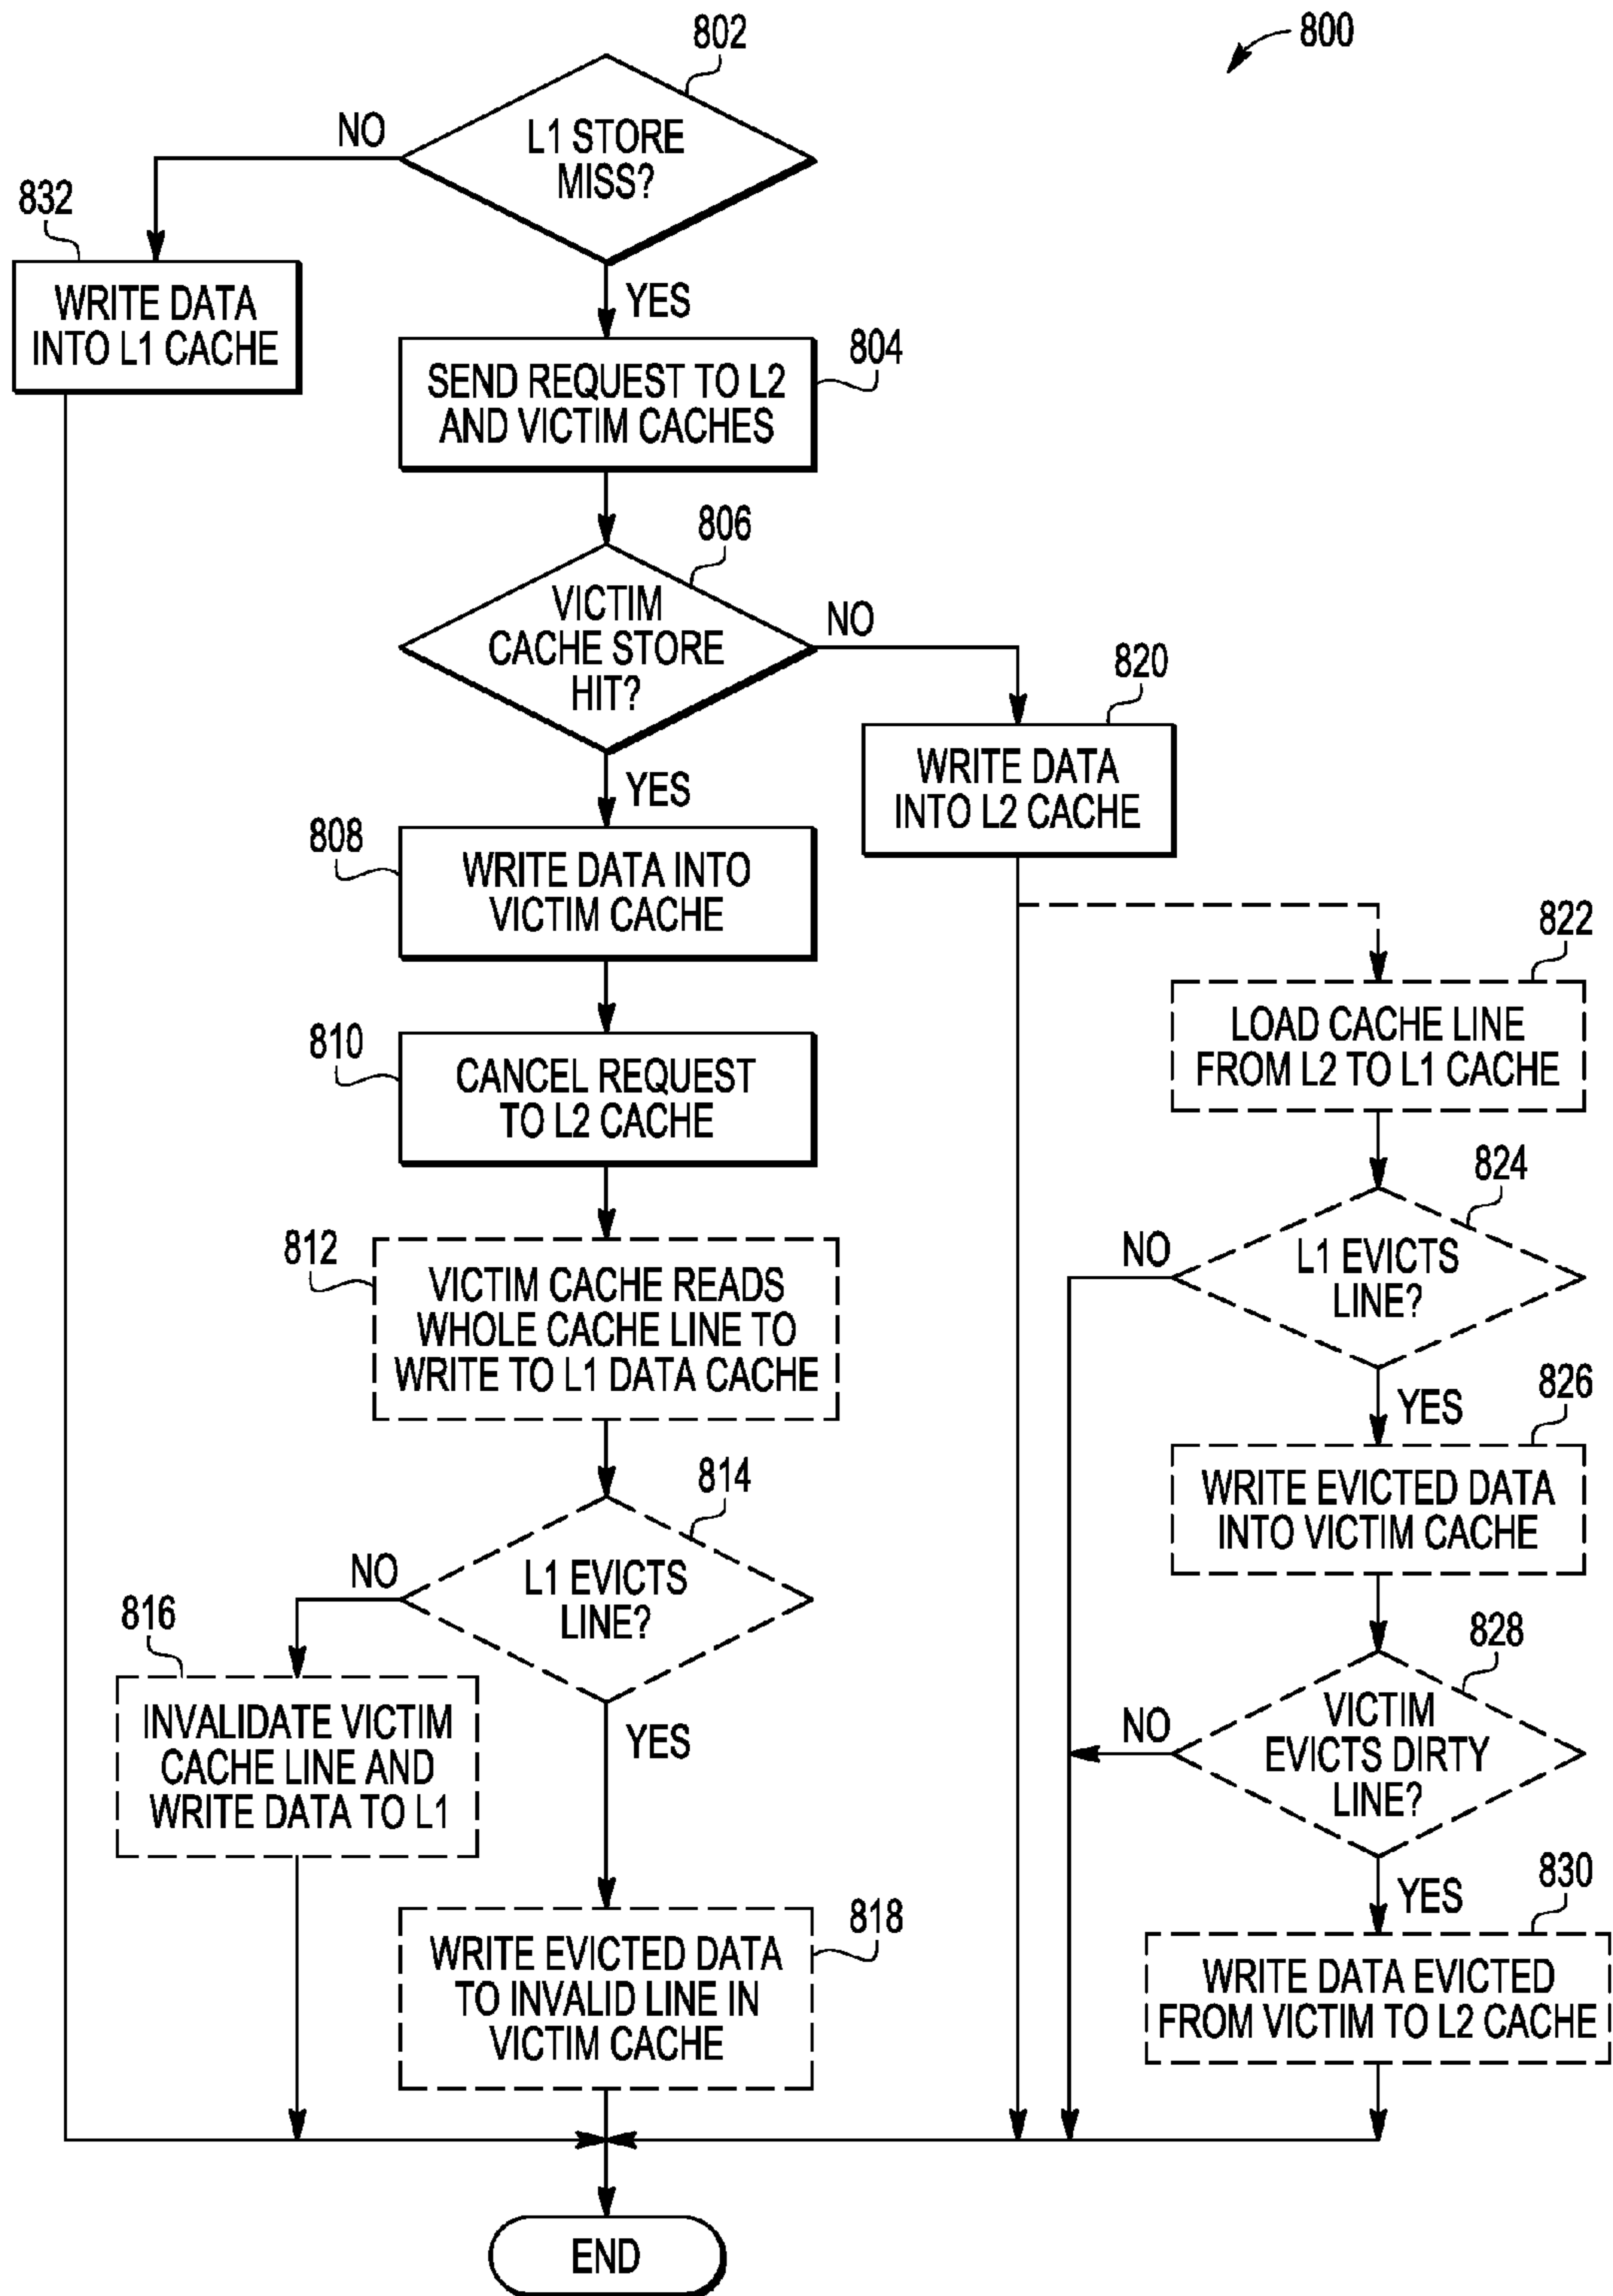 800
802
L1 STORE
MISS?
NO
YES
832
WRITE DATA
INTO L1 CACHE
804
SEND REQUEST TO L2
AND VICTIM CACHES
806
VICTIM
CACHE STORE
HIT?
NO
YES
820
WRITE DATA
INTO L2 CACHE
808
WRITE DATA INTO
VICTIM CACHE
810
CANCEL REQUEST
TO L2 CACHE
812
VICTIM CACHE READS
WHOLE CACHE LINE TO
WRITE TO L1 DATA CACHE
814
L1 EVICTS
LINE?
NO
YES
816
INVALIDATE VICTIM
CACHE LINE AND
WRITE DATA TO L1
818
WRITE EVICTED DATA
TO INVALID LINE IN
VICTIM CACHE
822
LOAD CACHE LINE
FROM L2 TO L1 CACHE
824
L1 EVICTS
LINE?
NO
YES
826
WRITE EVICTED DATA
INTO VICTIM CACHE
828
VICTIM
EVICTS DIRTY
LINE?
NO
YES
830
WRITE DATA EVICTED
FROM VICTIM TO L2 CACHE
END